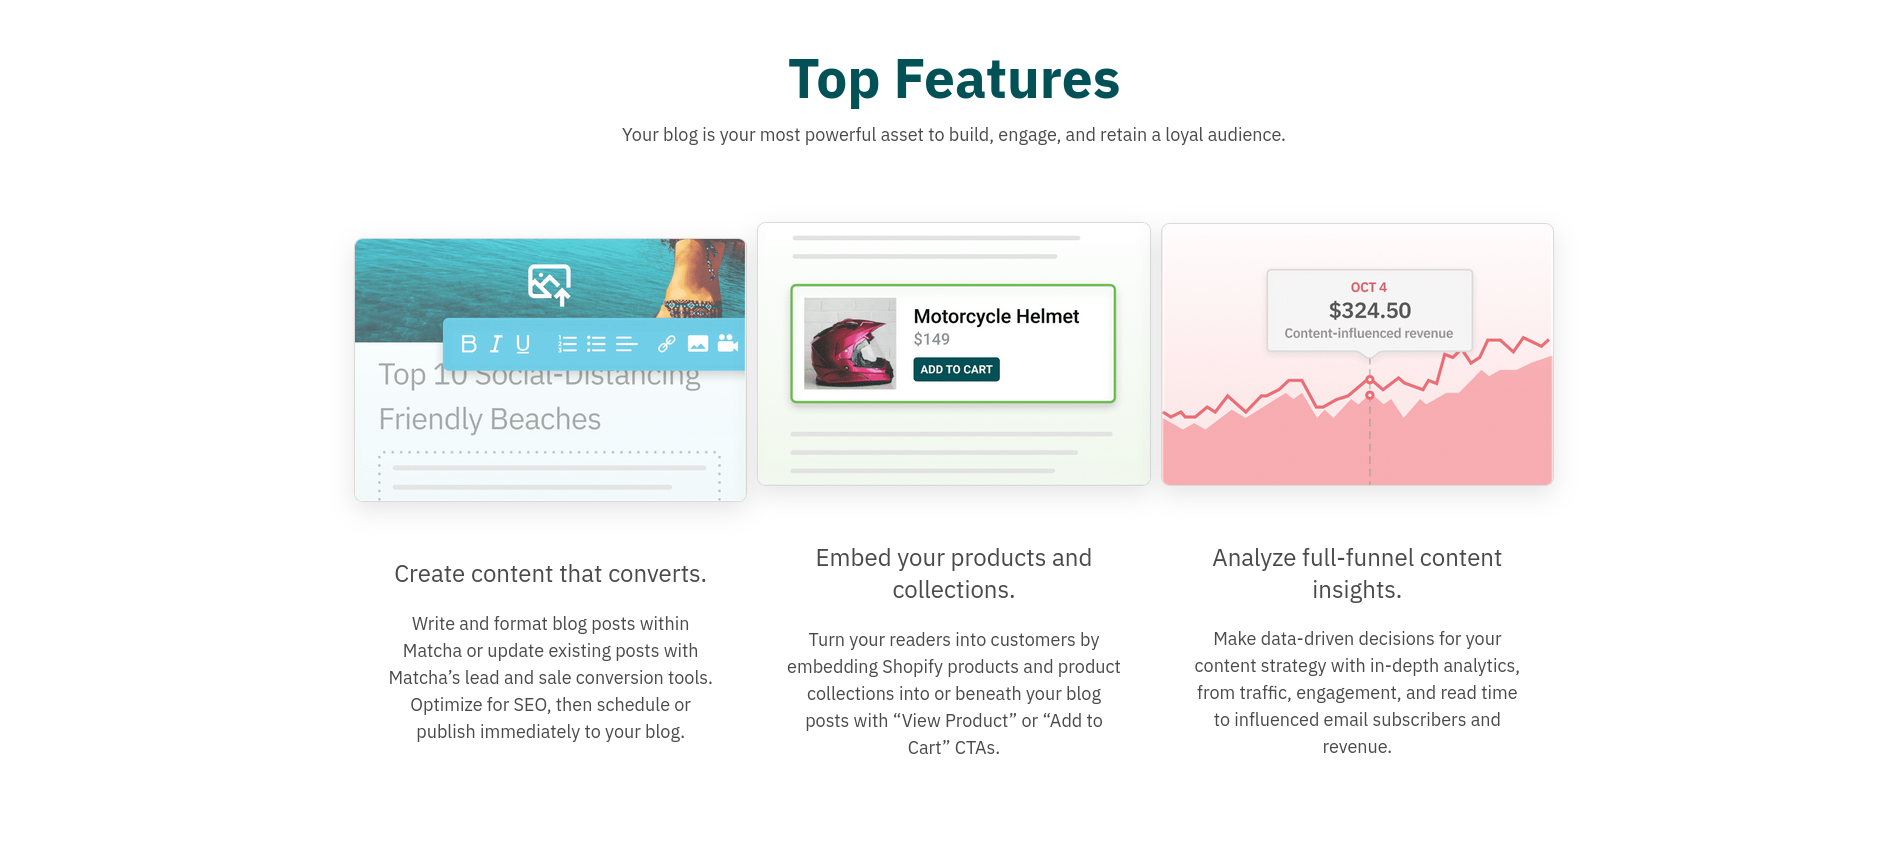 Top Features
Your blog is your most powerful asset to build, engage, and retain a loyal audience.
B I U
Top 10 Social-Distancing
Friendly Beaches
Create content that converts.
Write and format blog posts within
Matcha or update existing posts with
Matcha’s lead and sale conversion tools.
Optimize for SEO, then schedule or
publish immediately to your blog.
Motorcycle Helmet
$149
ADD TO CART
Embed your products and
collections.
Turn your readers into customers by
embedding Shopify products and product
collections into or beneath your blog
posts with “View Product” or “Add to
Cart” CTAs.
OCT 4
$324.50
Content-influenced revenue
Analyze full-funnel content
insights.
Make data-driven decisions for your
content strategy with in-depth analytics,
from traffic, engagement, and read time
to influenced email subscribers and
revenue.